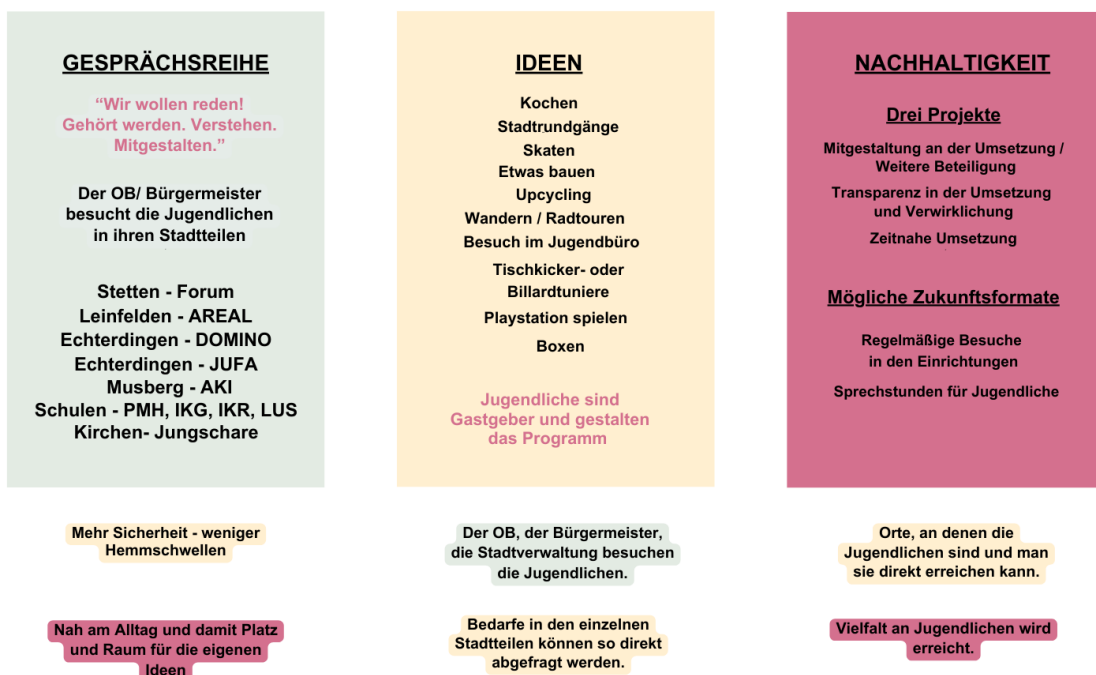 GESPRÄCHSREIHE
“Wir wollen reden!
Gehört werden. Verstehen.
Mitgestalten.”
Der OB/ Bürgermeister
besucht die Jugendlichen
in ihren Stadtteilen
Stetten - Forum
Leinfelden - AREAL
Echterdingen - DOMINO
Echterdingen - JUFA
Musberg - AKI
Schulen - PMH, IKG, IKR, LUS
Kirchen- Jungschare
IDEEN
Kochen
Stadtrundgänge
Skaten
Etwas bauen
Upcycling
Wandern / Radtouren
Besuch im Jugendbüro
Tischkicker- oder
Billardtuniere
Playstation spielen
Boxen
Jugendliche sind
Gastgeber und gestalten
das Programm
NACHHALTIGKEIT
Drei Projekte
Mitgestaltung an der Umsetzung /
Weitere Beteiligung
Transparenz in der Umsetzung
und Verwirklichung
Zeitnahe Umsetzung
Mögliche Zukunftsformate
Regelmäßige Besuche
in den Einrichtungen
Sprechstunden für Jugendliche
Mehr Sicherheit - weniger
Hemmschwellen
Der OB, der Bürgermeister,
die Stadtverwaltung besuchen
die Jugendlichen.
Orte, an denen die
Jugendlichen sind und man
sie direkt erreichen kann.
Nah am Alltag und damit Platz
und Raum für die eigenen
Ideen
Bedarfe in den einzelnen
Stadtteilen können so direkt
abgefragt werden.
Vielfalt an Jugendlichen wird
erreicht.